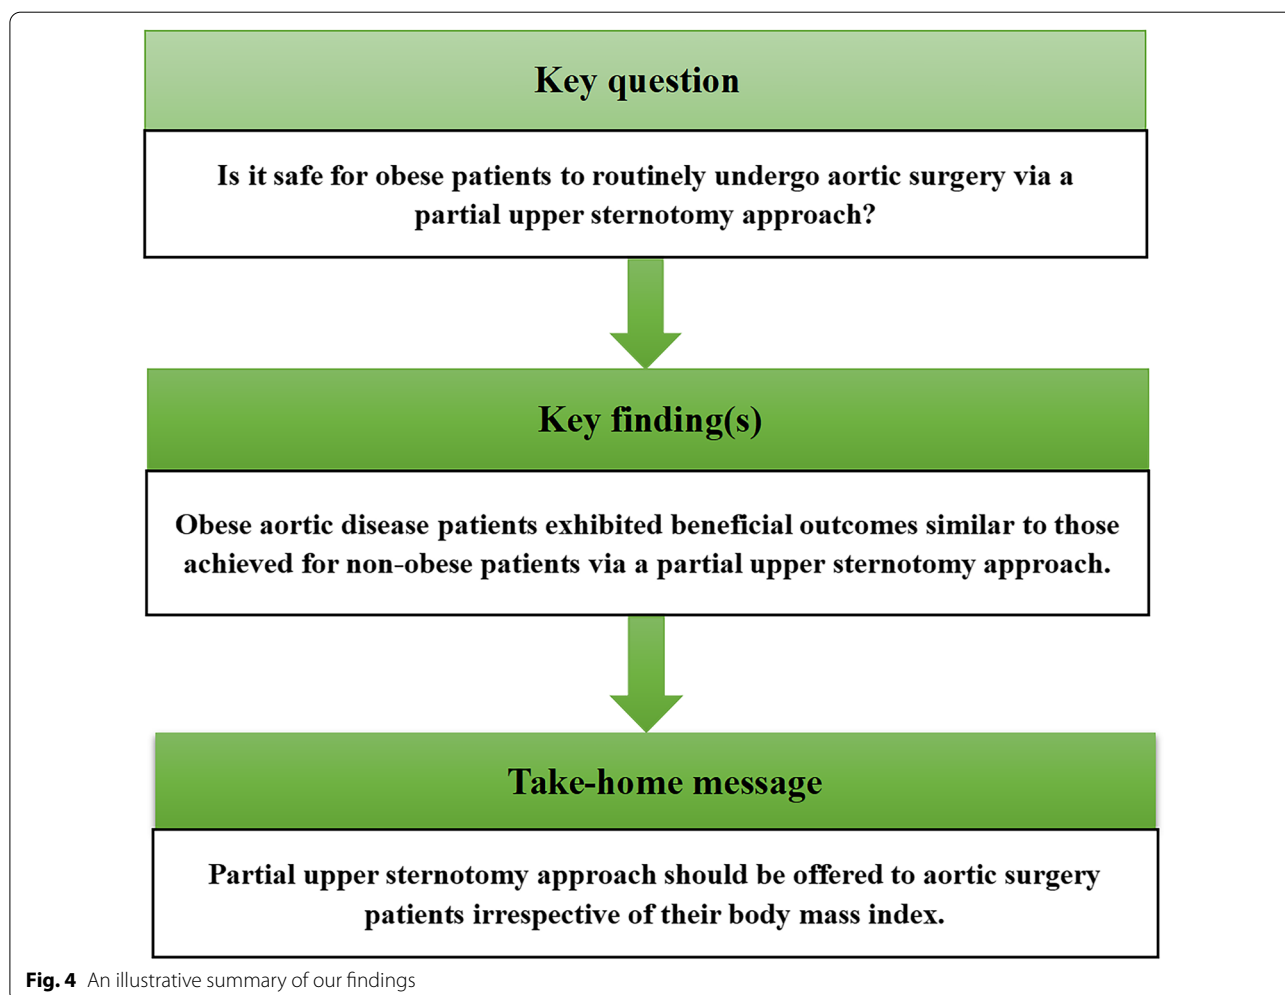 Key question
Is it safe for obese patients to routinely undergo aortic surgery via a
partial upper sternotomy approach?
Key finding(s)
Obese aortic disease patients exhibited beneficial outcomes similar to those
achieved for non-obese patients via a partial upper sternotomy approach.
Take-home message
Partial upper sternotomy approach should be offered to aortic surgery
patients irrespective of their body mass index.
Fig. 4 An illustrative summary of our findings